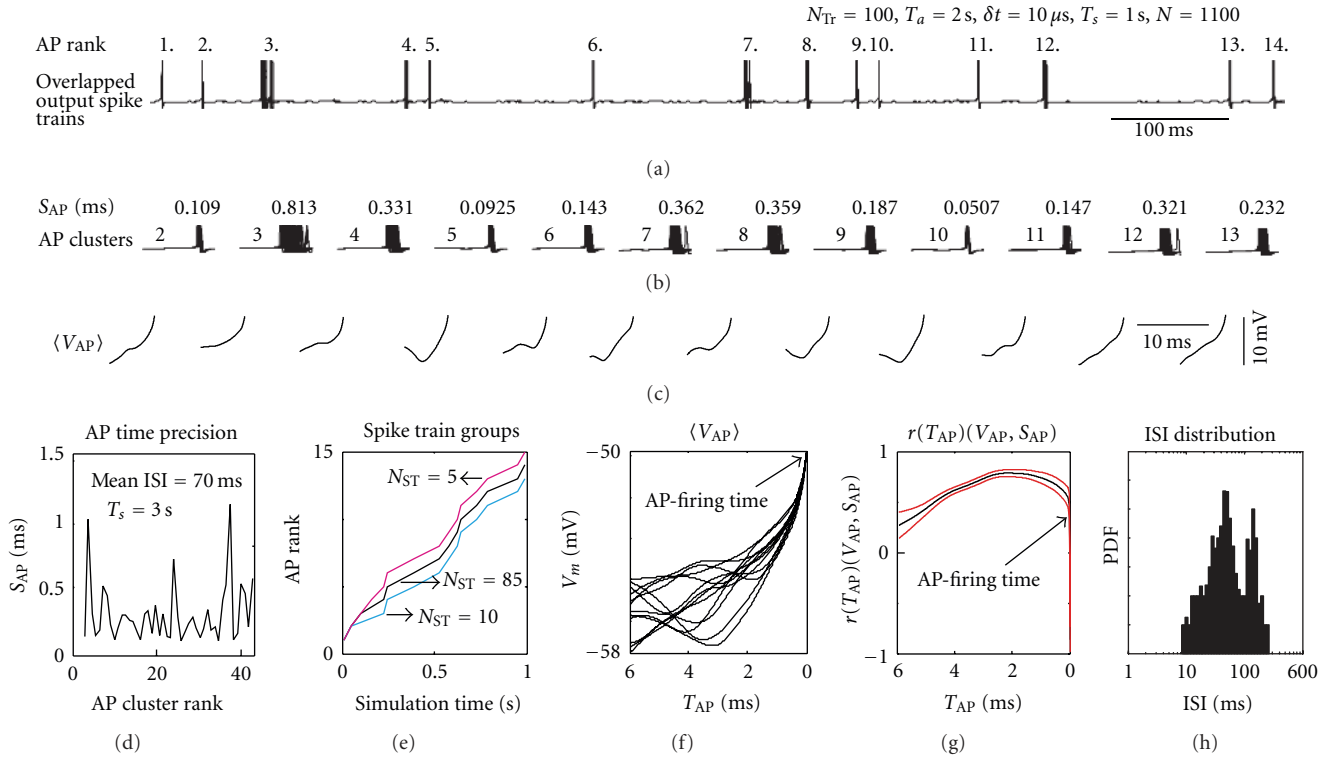 N_Tr = 100, T_a = 2 s, δt = 10 μs, T_s = 1 s, N = 1100
AP rank 1. 2. 3. 4. 5. 6. 7. 8. 9. 10. 11. 12. 13. 14.
Overlapped
output spike
trains
100 ms
(a)
S_AP (ms) 0.109 0.813 0.331 0.0925 0.143 0.362 0.359 0.187 0.0507 0.147 0.321 0.232
AP clusters 2 3 4 5 6 7 8 9 10 11 12 13
(b)
⟨V_AP⟩ 10 ms 10 mV
(c)
AP time precision
1.5
1
0.5
0
S_AP (ms)
Mean ISI = 70 ms
T_s = 3 s
0 20 40
AP cluster rank
(d)
Spike train groups
15
0
AP rank
N_ST = 5
N_ST = 85
N_ST = 10
0 0.5 1
Simulation time (s)
(e)
⟨V_AP⟩
−50
−58
V_m (mV)
AP-firing time
6 4 2 0
T_AP (ms)
(f)
r(T_AP)(V_AP, S_AP)
1
0
−1
r(T_AP)(V_AP, S_AP)
AP-firing time
6 4 2 0
T_AP (ms)
(g)
ISI distribution
PDF
1 10 100 600
ISI (ms)
(h)